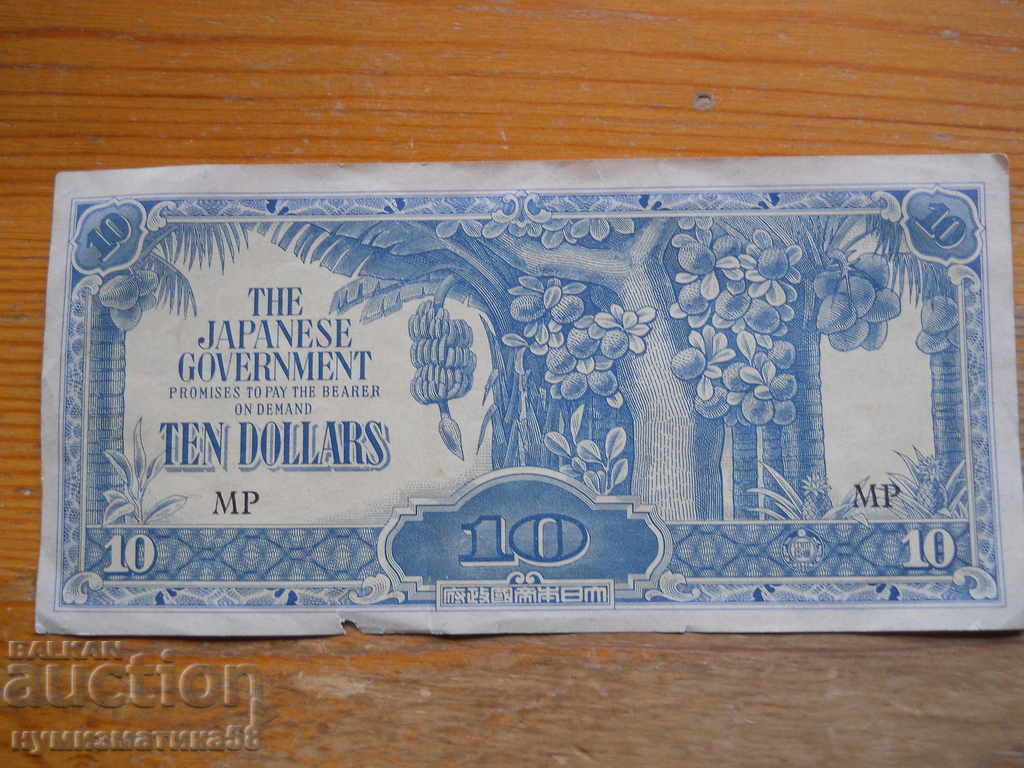 10
10
THE
JAPANESE
GOVERNMENT
PROMISES TO PAY THE BEARER
ON DEMAND
TEN DOLLARS
MP
MP
10
10
10
府政國帝本日大
BALKAN
auction
нумизматика58